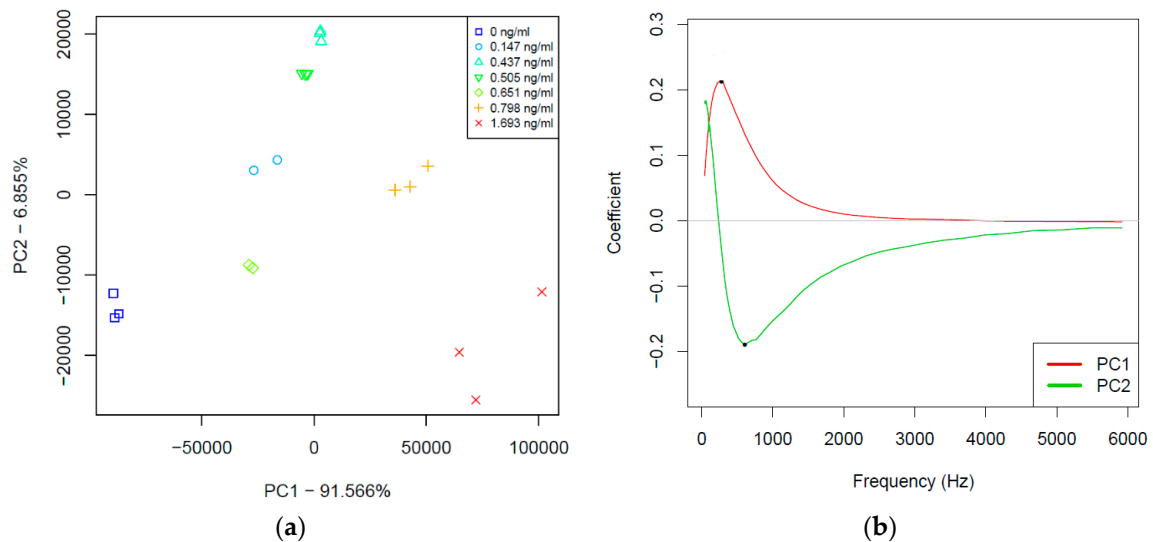 20000
10000
0
−10000
−20000
PC2 − 6.855%
−50000
0
50000
100000
PC1 − 91.566%
0 ng/ml
0.147 ng/ml
0.437 ng/ml
0.505 ng/ml
0.651 ng/ml
0.798 ng/ml
1.693 ng/ml
(a)
0.3
0.2
0.1
0.0
-0.1
-0.2
Coefficient
0
1000
2000
3000
4000
5000
6000
Frequency (Hz)
PC1
PC2
(b)